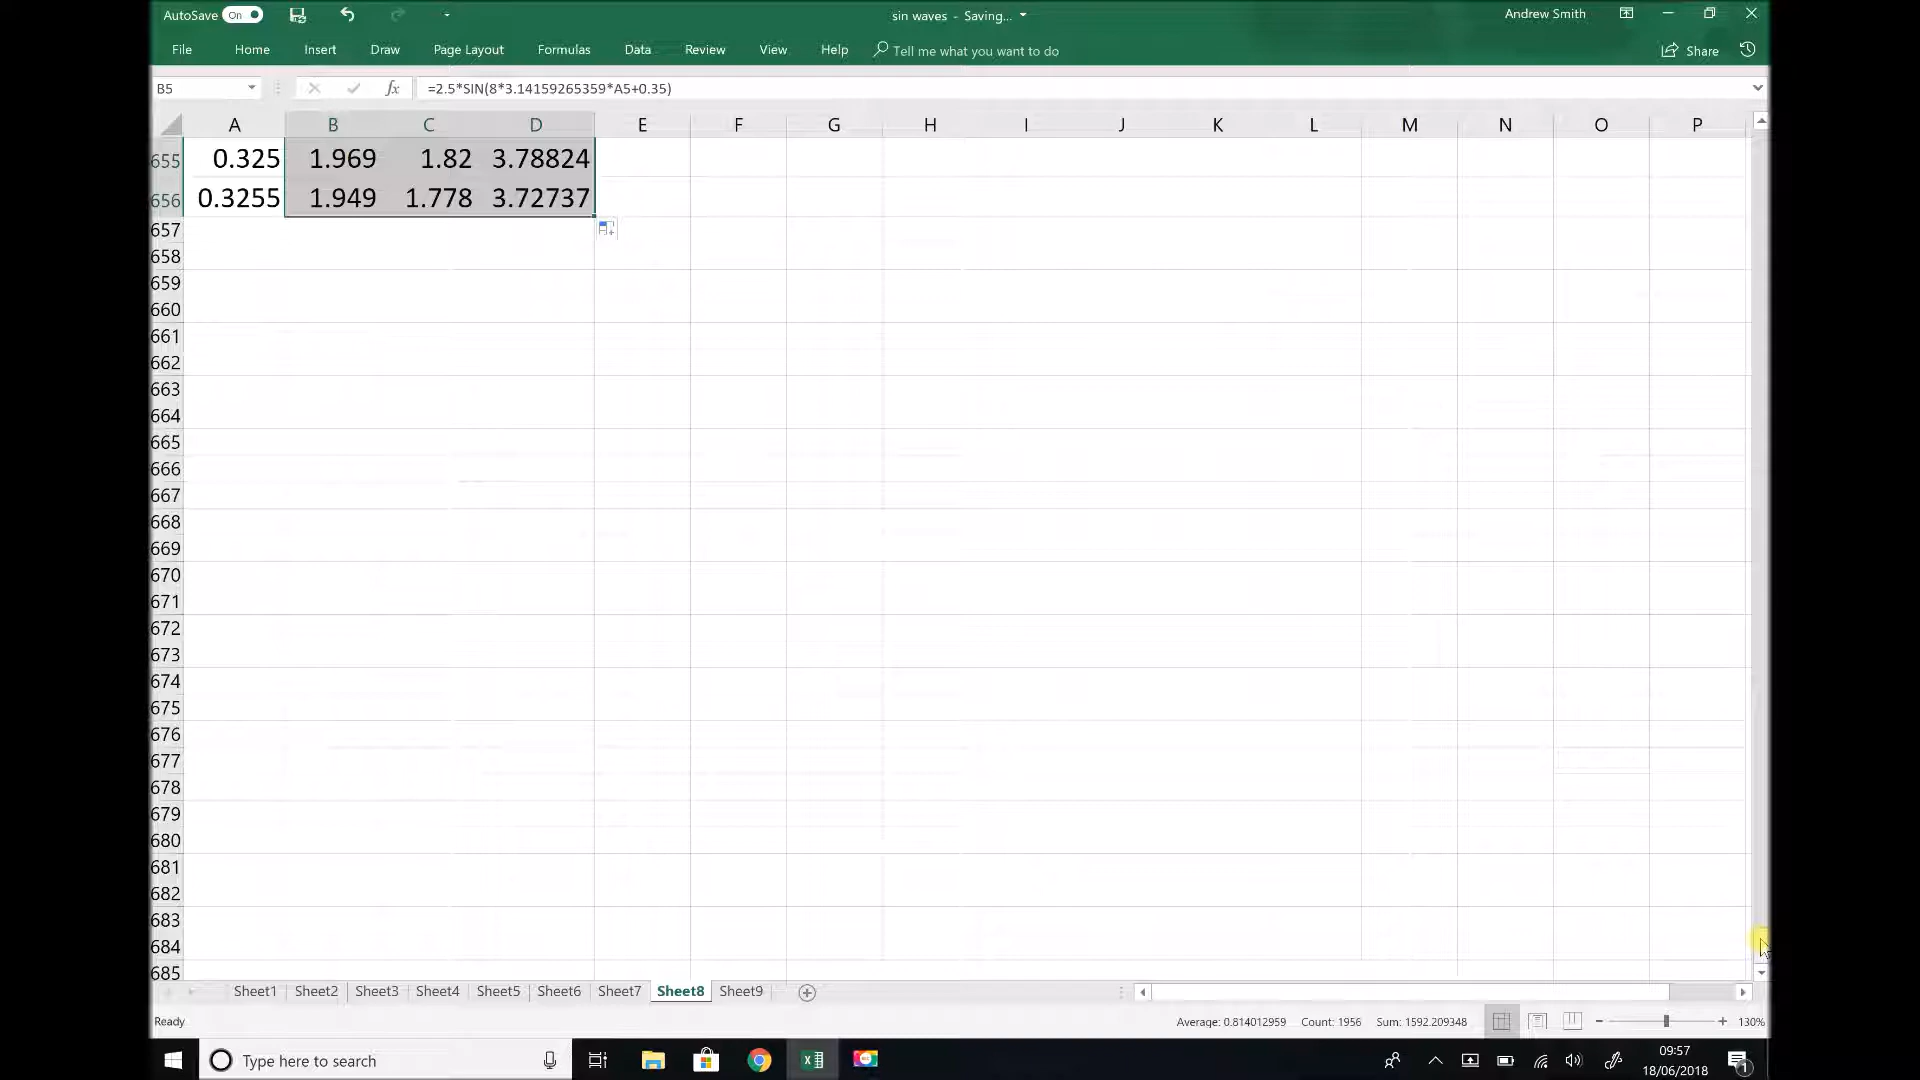 AutoSave On
sin waves - Saving...
Andrew Smith
File Home Insert Draw Page Layout Formulas Data Review View Help Tell me what you want to do Share
B5 fx =2.5*SIN(8*3.14159265359*A5+0.35)
A B C D E F G H I J K L M N O P
655 0.325 1.969 1.82 3.78824
656 0.3255 1.949 1.778 3.72737
657
658
659
660
661
662
663
664
665
666
667
668
669
670
671
672
673
674
675
676
677
678
679
680
681
682
683
684
685
Sheet1 Sheet2 Sheet3 Sheet4 Sheet5 Sheet6 Sheet7 Sheet8 Sheet9
Ready Average: 0.814012959 Count: 1956 Sum: 1592.209348 130%
Type here to search
09:57
18/06/2018
1